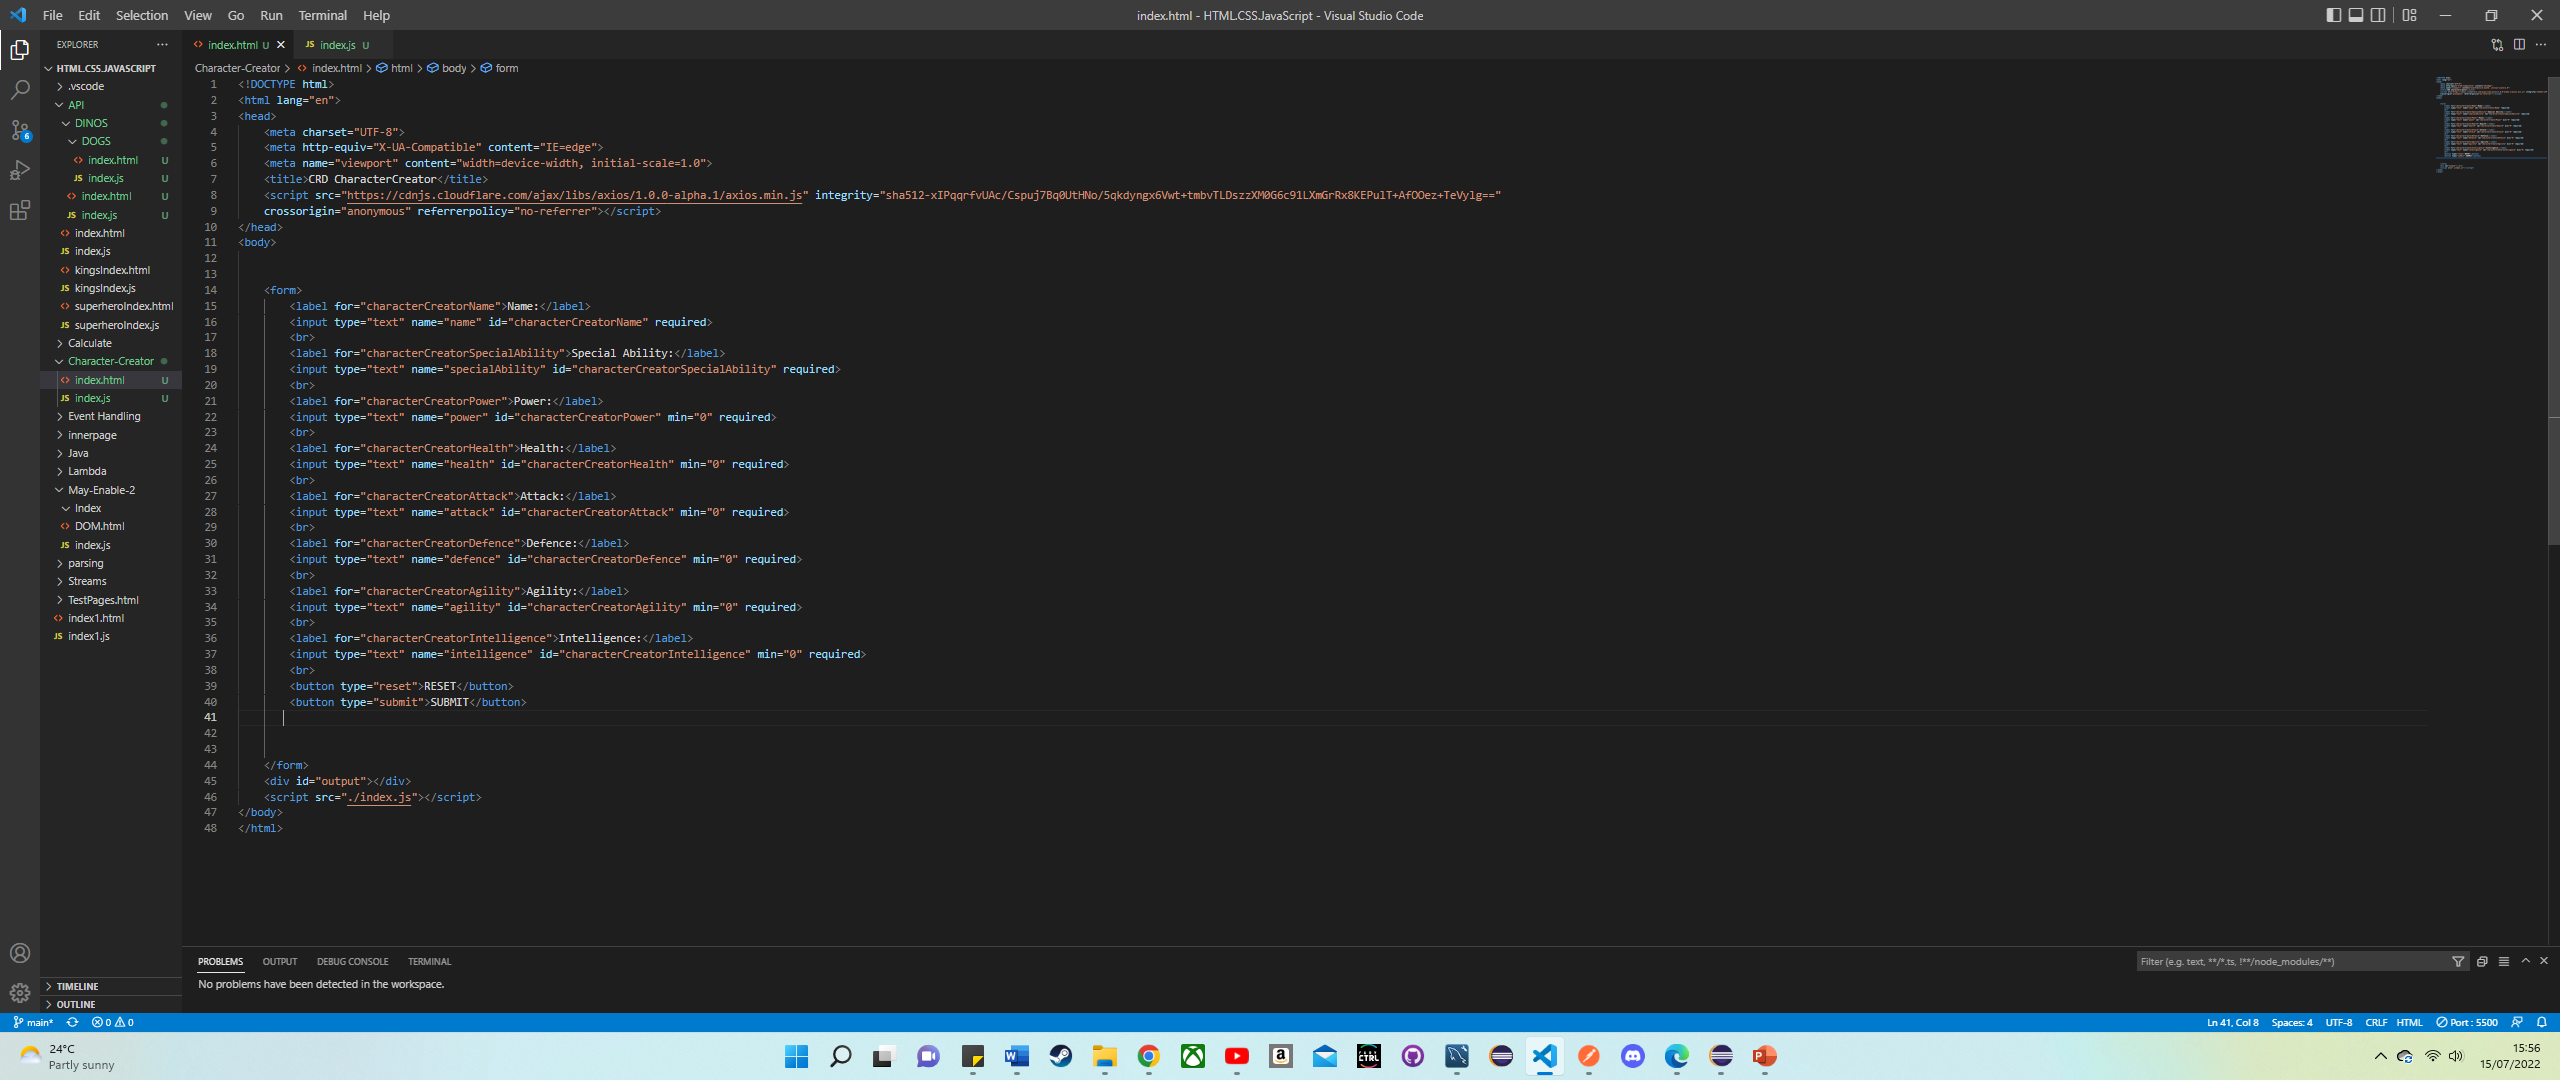 File Edit Selection View Go Run Terminal Help
index.html - HTML.CSS.JavaScript - Visual Studio Code
EXPLORER
HTML.CSS.JAVASCRIPT
.vscode
API
DINOS
DOGS
index.html U
index.js U
index.html U
index.js U
index.html
index.js
kingsIndex.html
kingsIndex.js
superheroIndex.html
superheroIndex.js
Calculate
Character-Creator
index.html U
index.js U
Event Handling
innerpage
Java
Lambda
May-Enable-2
Index
DOM.html
index.js
parsing
Streams
TestPages.html
index1.html
index1.js
TIMELINE
OUTLINE
index.html U
JS index.js U
Character-Creator > index.html > html > body > form
1 <!DOCTYPE html>
2 <html lang="en">
3 <head>
4 <meta charset="UTF-8">
5 <meta http-equiv="X-UA-Compatible" content="IE=edge">
6 <meta name="viewport" content="width=device-width, initial-scale=1.0">
7 <title>CRD CharacterCreator</title>
8 <script src="https://cdnjs.cloudflare.com/ajax/libs/axios/1.0.0-alpha.1/axios.min.js" integrity="sha512-xIPqqrfvUAc/Cspuj7Bq0UtHNo/5qkdyngx6Vwt+tmbvTLDszzXM0G6c91LXmGrRx8KEPulT+AfOOez+TeVylg=="
9 crossorigin="anonymous" referrerpolicy="no-referrer"></script>
10 </head>
11 <body>
12
13
14 <form>
15 <label for="characterCreatorName">Name:</label>
16 <input type="text" name="name" id="characterCreatorName" required>
17 <br>
18 <label for="characterCreatorSpecialAbility">Special Ability:</label>
19 <input type="text" name="specialAbility" id="characterCreatorSpecialAbility" required>
20 <br>
21 <label for="characterCreatorPower">Power:</label>
22 <input type="text" name="power" id="characterCreatorPower" min="0" required>
23 <br>
24 <label for="characterCreatorHealth">Health:</label>
25 <input type="text" name="health" id="characterCreatorHealth" min="0" required>
26 <br>
27 <label for="characterCreatorAttack">Attack:</label>
28 <input type="text" name="attack" id="characterCreatorAttack" min="0" required>
29 <br>
30 <label for="characterCreatorDefence">Defence:</label>
31 <input type="text" name="defence" id="characterCreatorDefence" min="0" required>
32 <br>
33 <label for="characterCreatorAgility">Agility:</label>
34 <input type="text" name="agility" id="characterCreatorAgility" min="0" required>
35 <br>
36 <label for="characterCreatorIntelligence">Intelligence:</label>
37 <input type="text" name="intelligence" id="characterCreatorIntelligence" min="0" required>
38 <br>
39 <button type="reset">RESET</button>
40 <button type="submit">SUBMIT</button>
41
42
43
44 </form>
45 <div id="output"></div>
46 <script src="./index.js"></script>
47 </body>
48 </html>
PROBLEMS OUTPUT DEBUG CONSOLE TERMINAL
Filter (e.g. text, **/*.ts, !**/node_modules/**)
No problems have been detected in the workspace.
main* 0 0
Ln 41, Col 8 Spaces: 4 UTF-8 CRLF HTML Port : 5500
24°C
Partly sunny
15:56
15/07/2022